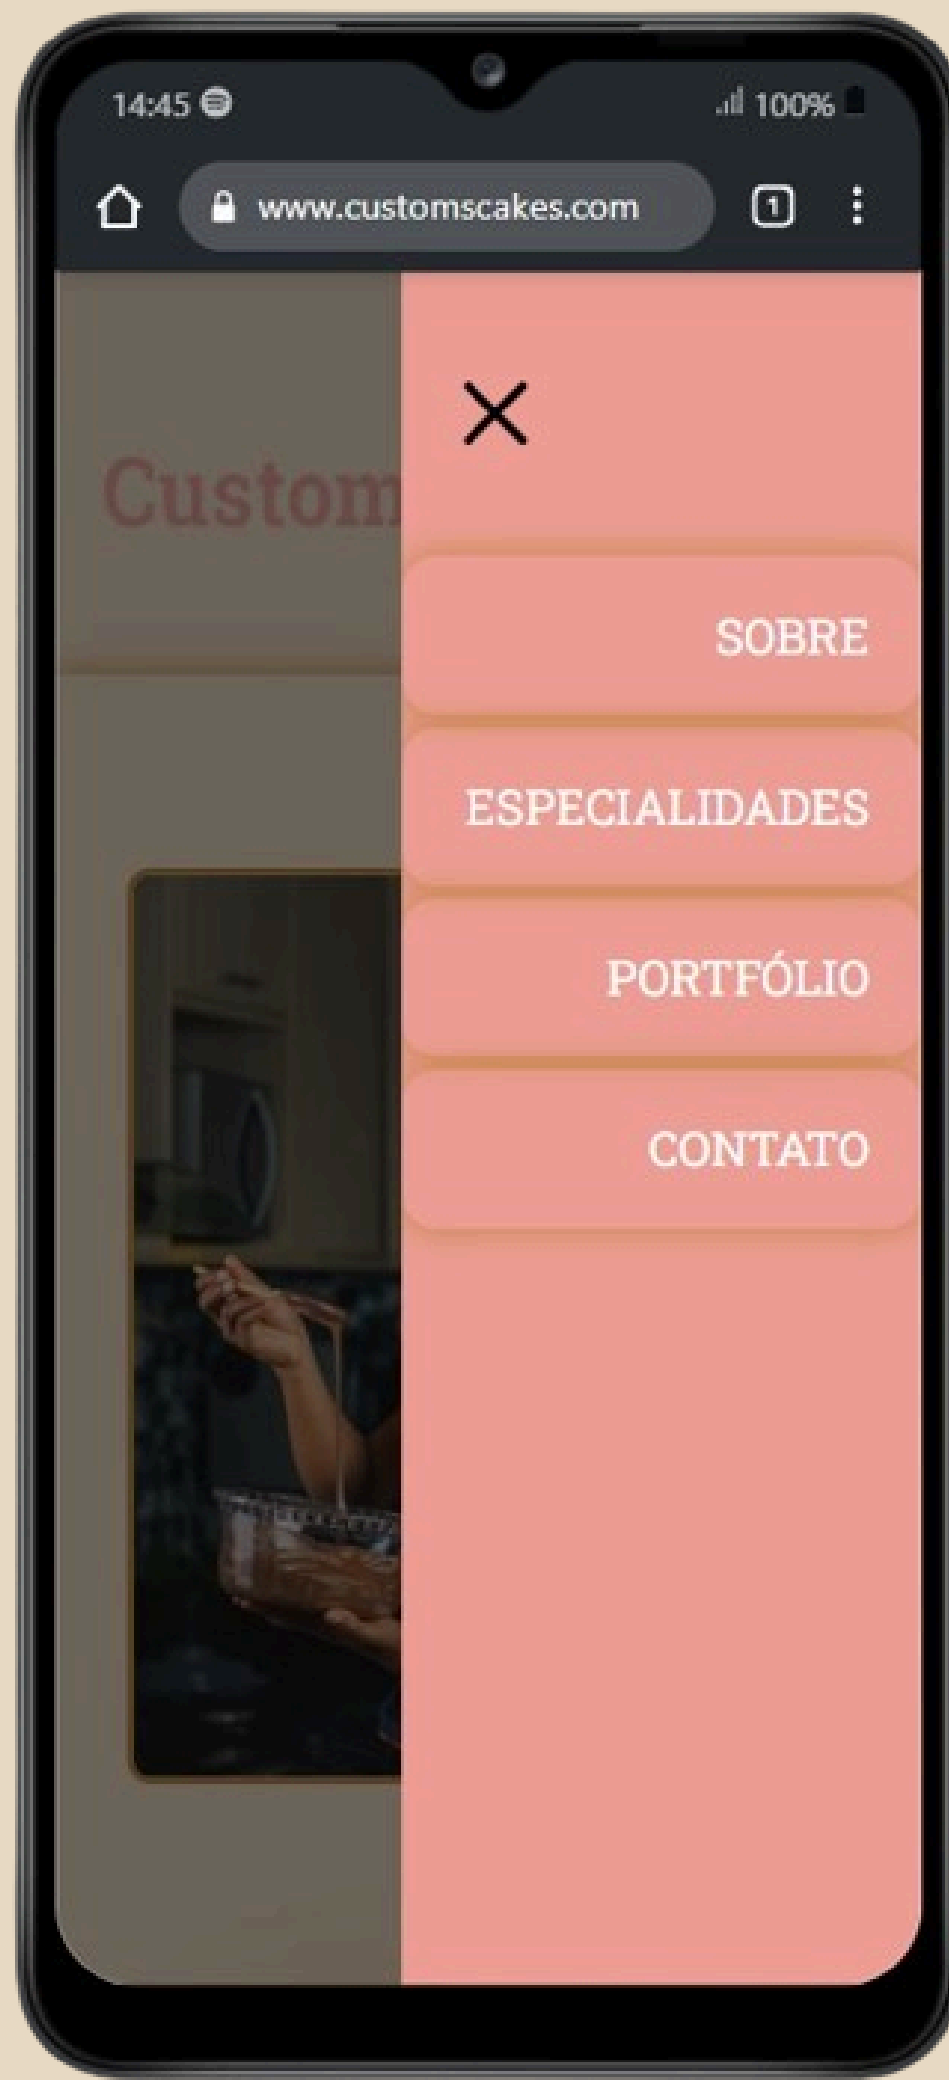 14:45 100%
www.customscakes.com 1
Custom
SOBRE
ESPECIALIDADES
PORTFÓLIO
CONTATO